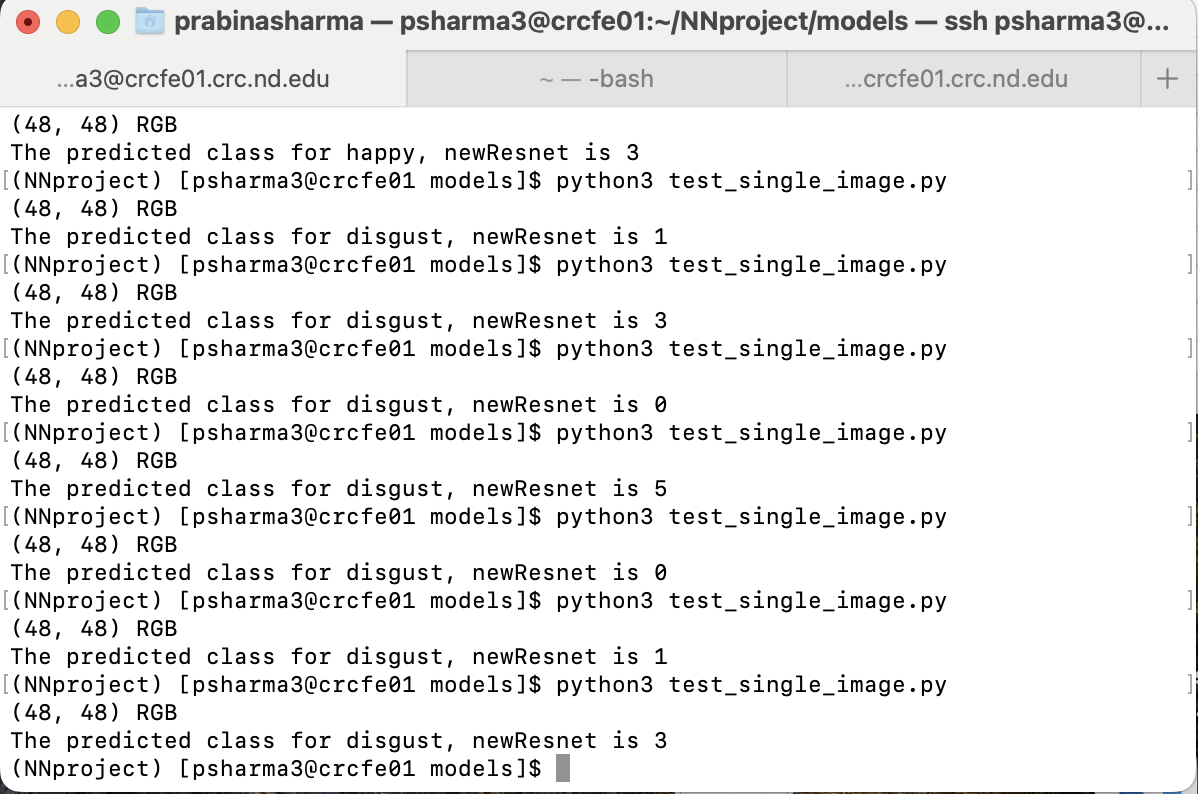 prabinasharma — psharma3@crcfe01:~/NNproject/models — ssh psharma3@...
...a3@crcfe01.crc.nd.edu
~ — -bash
...crcfe01.crc.nd.edu
+
(48, 48) RGB
The predicted class for happy, newResnet is 3
[(NNproject) [psharma3@crcfe01 models]$ python3 test_single_image.py ]
(48, 48) RGB
The predicted class for disgust, newResnet is 1
[(NNproject) [psharma3@crcfe01 models]$ python3 test_single_image.py ]
(48, 48) RGB
The predicted class for disgust, newResnet is 3
[(NNproject) [psharma3@crcfe01 models]$ python3 test_single_image.py ]
(48, 48) RGB
The predicted class for disgust, newResnet is 0
[(NNproject) [psharma3@crcfe01 models]$ python3 test_single_image.py ]
(48, 48) RGB
The predicted class for disgust, newResnet is 5
[(NNproject) [psharma3@crcfe01 models]$ python3 test_single_image.py ]
(48, 48) RGB
The predicted class for disgust, newResnet is 0
[(NNproject) [psharma3@crcfe01 models]$ python3 test_single_image.py ]
(48, 48) RGB
The predicted class for disgust, newResnet is 1
[(NNproject) [psharma3@crcfe01 models]$ python3 test_single_image.py ]
(48, 48) RGB
The predicted class for disgust, newResnet is 3
(NNproject) [psharma3@crcfe01 models]$